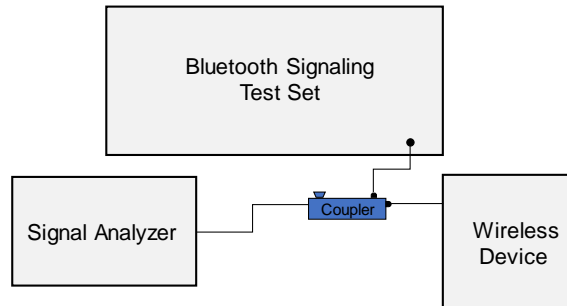 Bluetooth Signaling
Test Set
Signal Analyzer
Coupler
Wireless
Device